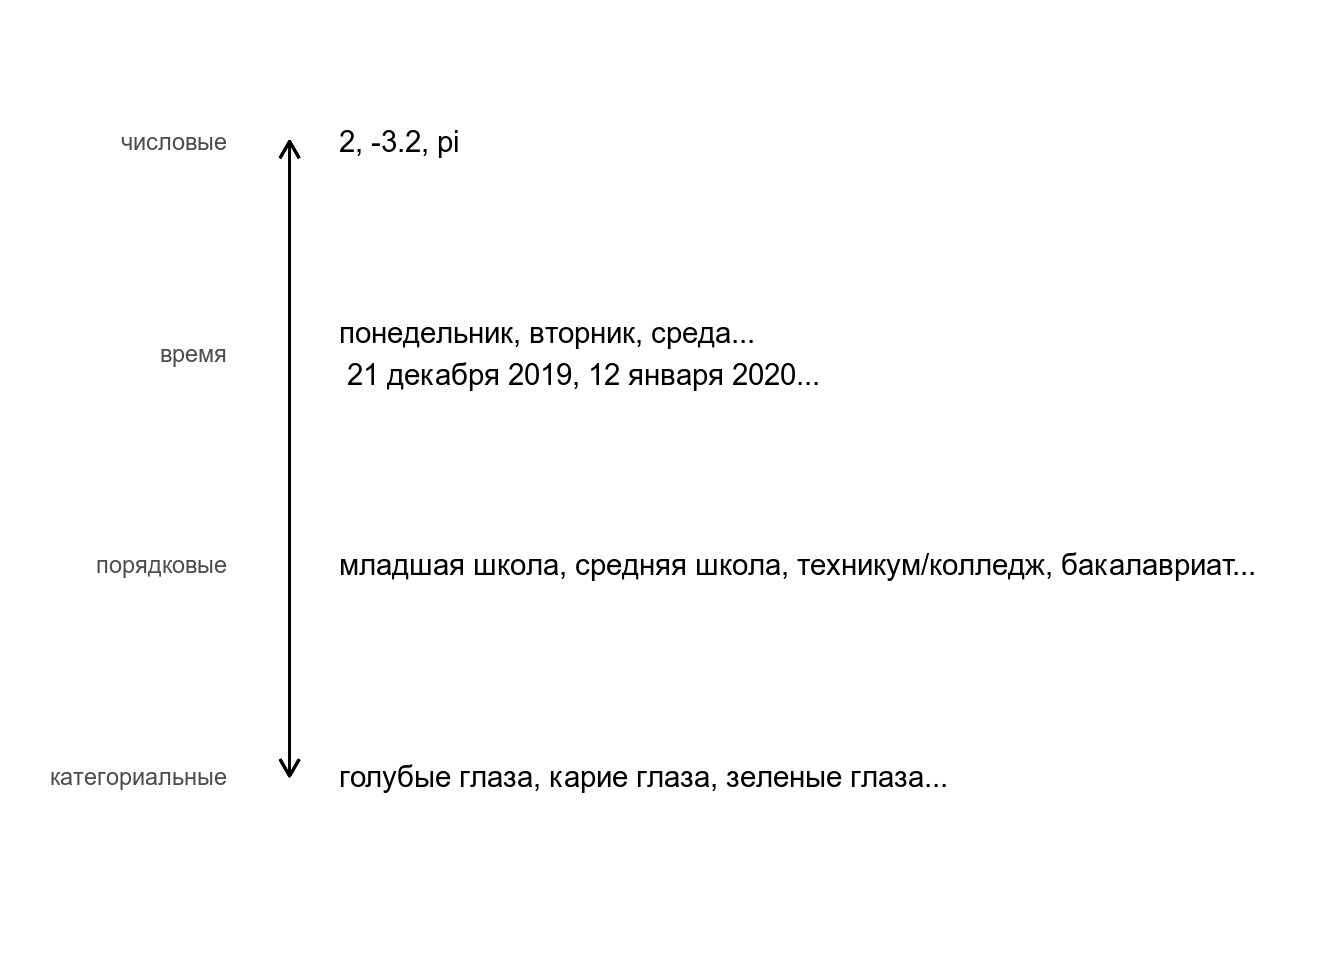 числовые 2, -3.2, pi
понедельник, вторник, среда...
время
21 декабря 2019, 12 января 2020...
порядковые младшая школа, средняя школа, техникум/колледж, бакалавриат...
категориальные голубые глаза, карие глаза, зеленые глаза...